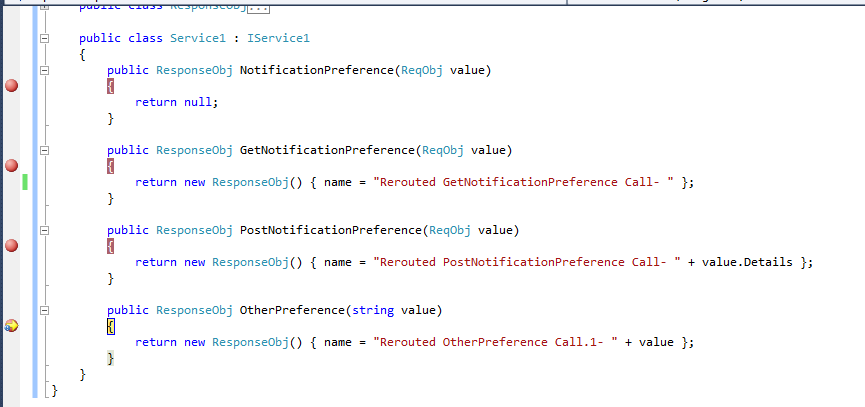 public class ResponseObj...
public class Service1 : IService1
{
public ResponseObj NotificationPreference(ReqObj value)
{
return null;
}
public ResponseObj GetNotificationPreference(ReqObj value)
{
return new ResponseObj() { name = "Rerouted GetNotificationPreference Call- " };
}
public ResponseObj PostNotificationPreference(ReqObj value)
{
return new ResponseObj() { name = "Rerouted PostNotificationPreference Call- " + value.Details };
}
public ResponseObj OtherPreference(string value)
{
return new ResponseObj() { name = "Rerouted OtherPreference Call.1- " + value };
}
}
}